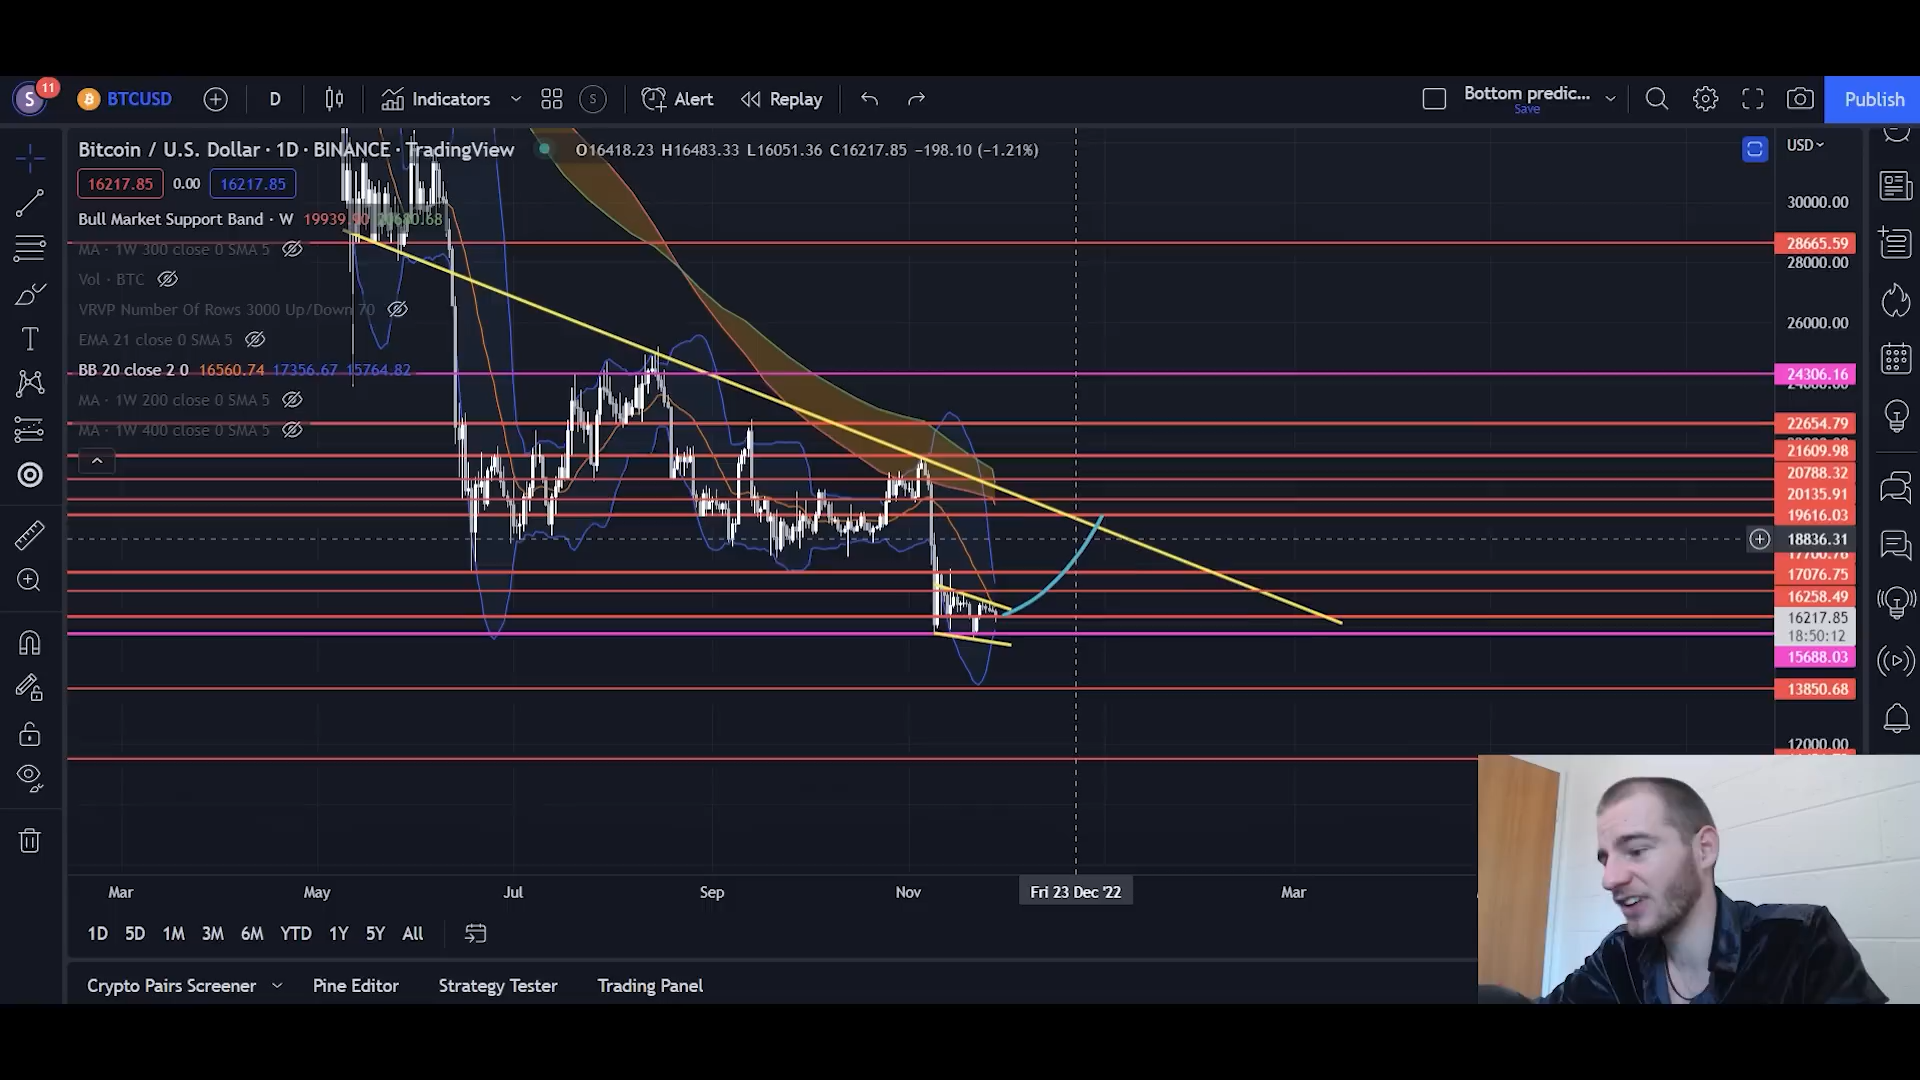 S 11 BTCUSD D Indicators S Alert Replay Bottom predic... Save Publish
Bitcoin / U.S. Dollar · 1D · BINANCE · TradingView O16418.23 H16483.33 L16051.36 C16217.85 −198.10 (−1.21%) USD
16217.85 0.00 16217.85
30000.00
Bull Market Support Band · W 19939.90 20680.68
28665.59
MA · 1W 300 close 0 SMA 5
28000.00
Vol · BTC
VRVP Number Of Rows 3000 Up/Down 70
26000.00
EMA 21 close 0 SMA 5
BB 20 close 2 0 16560.74 17356.67 15764.82
24306.16
24000.00
MA · 1W 200 close 0 SMA 5
22654.79
MA · 1W 400 close 0 SMA 5
21609.98
20788.32
20135.91
19616.03
18836.31
17076.75
16258.49
16217.85
18:50:12
15688.03
13850.68
12000.00
Mar May Jul Sep Nov Fri 23 Dec '22 Mar
1D 5D 1M 3M 6M YTD 1Y 5Y All
Crypto Pairs Screener Pine Editor Strategy Tester Trading Panel